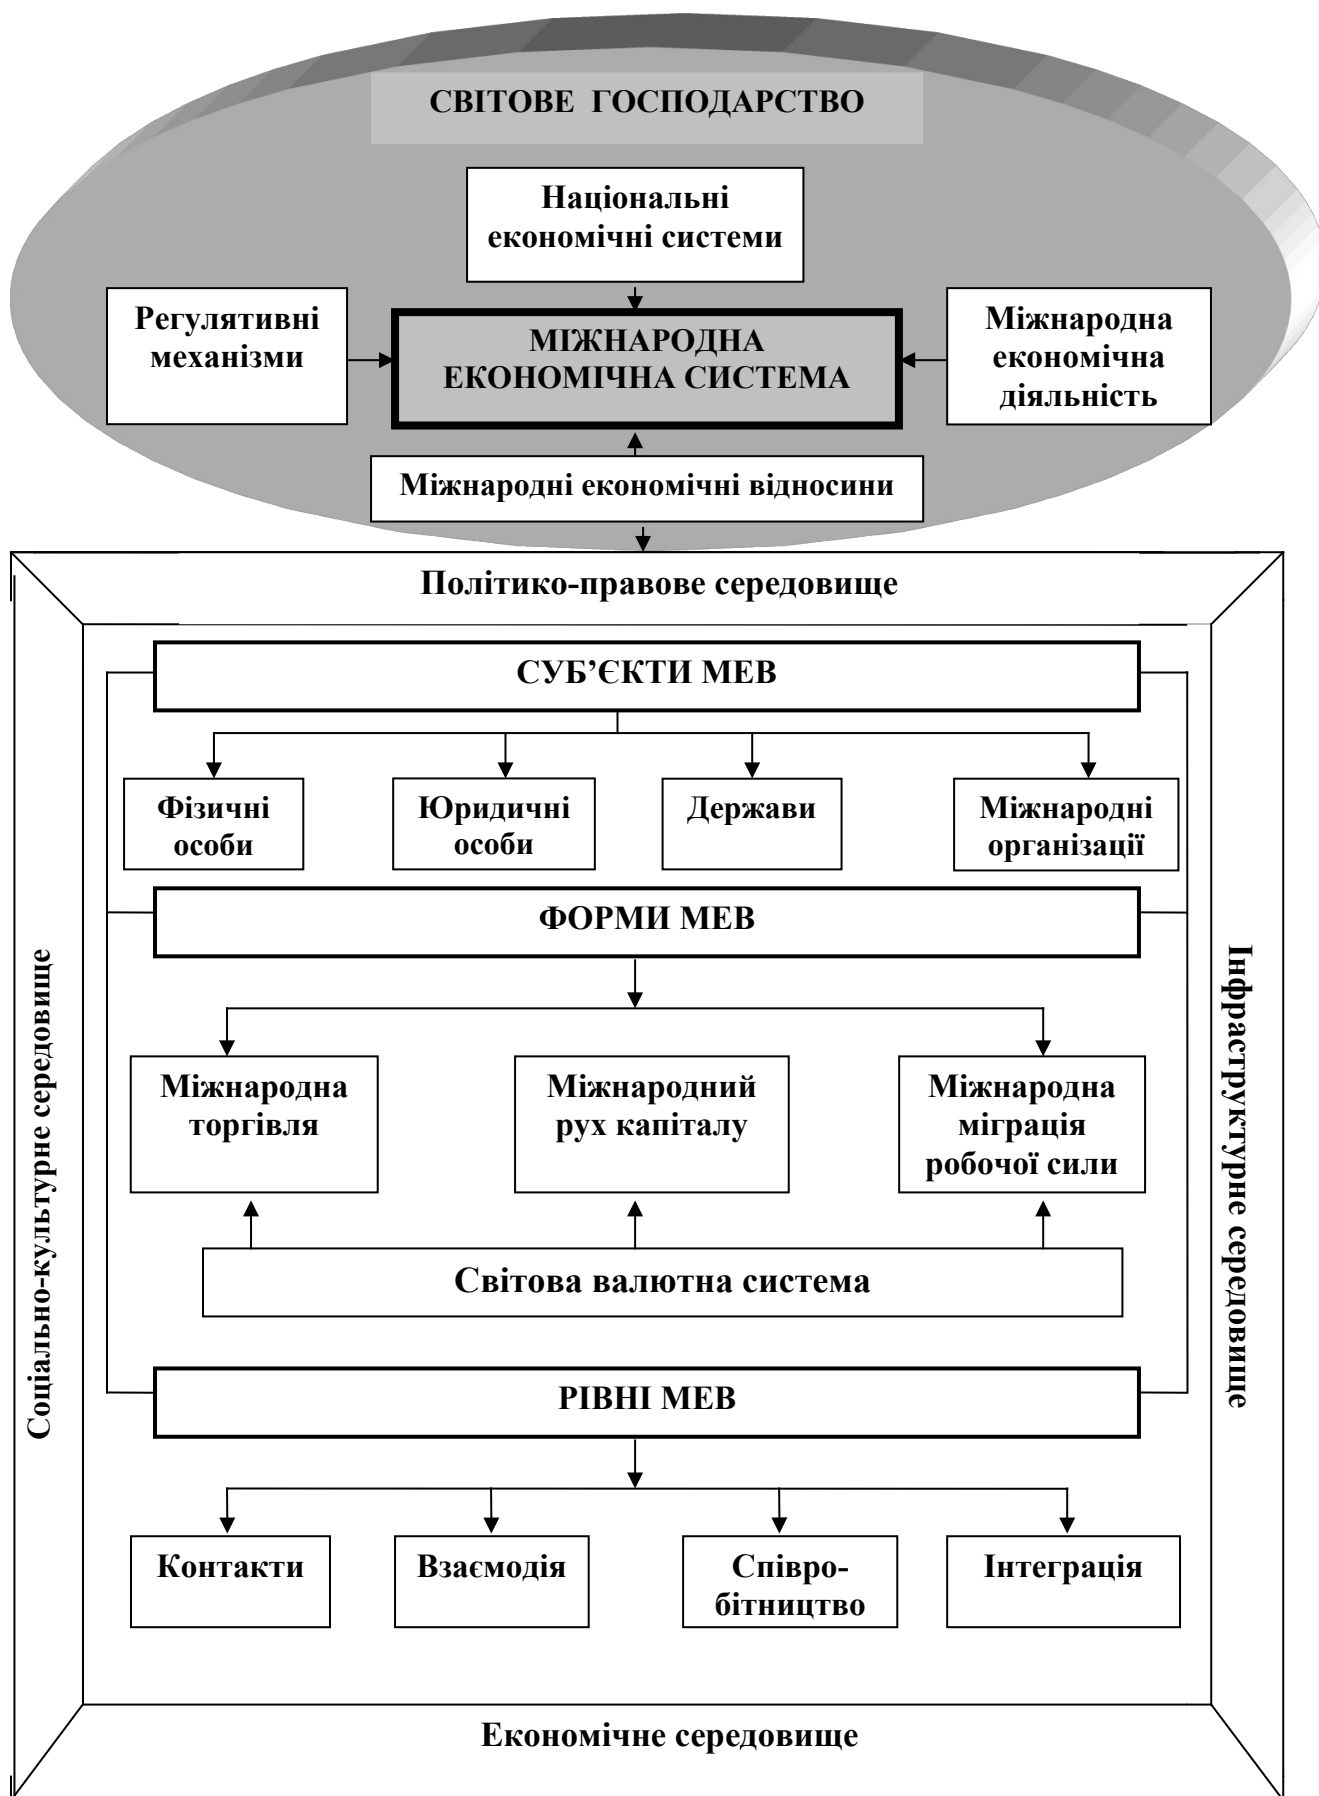 СВІТОВЕ ГОСПОДАРСТВО
Національні
економічні системи
Регулятивні
механізми
МІЖНАРОДНА
ЕКОНОМІЧНА СИСТЕМА
Міжнародна
економічна
діяльність
Міжнародні економічні відносини
Політико-правове середовище
Соціально-культурне середовище
СУБ’ЄКТИ МЕВ
Фізичні
особи
Юридичні
особи
Держави
Міжнародні
організації
ФОРМИ МЕВ
Міжнародна
торгівля
Міжнародний
рух капіталу
Міжнародна
міграція
робочої сили
Світова валютна система
РІВНІ МЕВ
Контакти
Взаємодія
Співро-
бітництво
Інтеграція
Інфраструктурне середовище
Економічне середовище